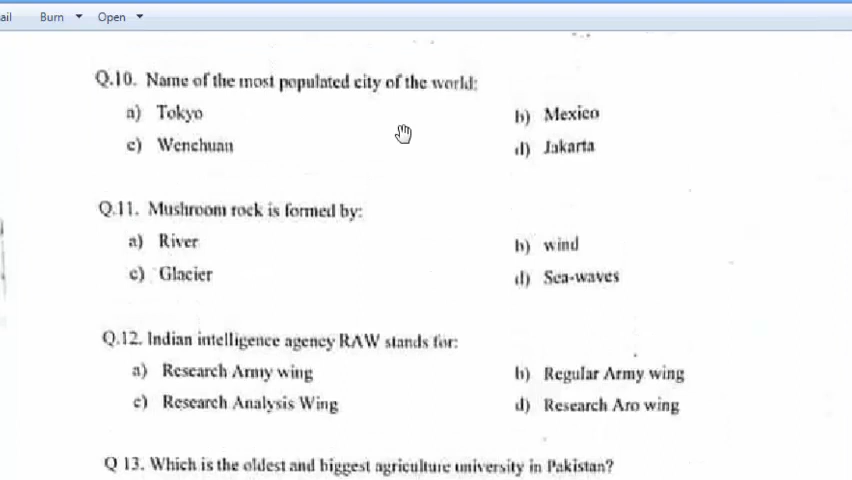 ail Burn Open
Q.10. Name of the most populated city of the world:
a) Tokyo b) Mexico
c) Wenchuan d) Jakarta
Q.11. Mushroom rock is formed by:
a) River b) wind
c) Glacier d) Sea-waves
Q.12. Indian intelligence agency RAW stands for:
a) Research Army wing b) Regular Army wing
c) Research Analysis Wing d) Research Aro wing
Q 13. Which is the oldest and biggest agriculture university in Pakistan?